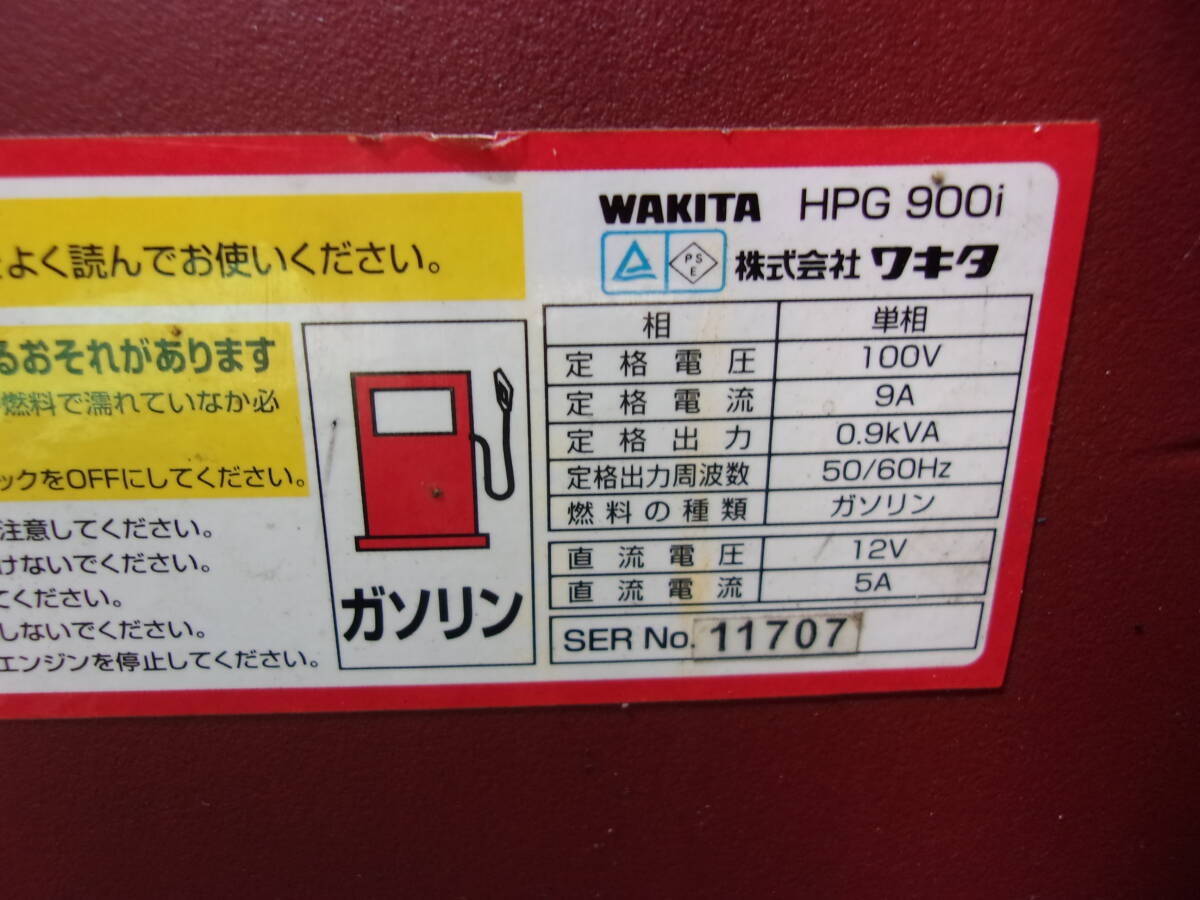 よく読んでお使いください。
るおそれがあります
燃料で濡れていなか必
ックをOFFにしてください。
注意してください。
けないでください。
てください。
しないでください。
エンジンを停止してください。
ガソリン
WAKITA HPG 900i
PSE 株式会社 ワキタ
相 単相
定格電圧 100V
定格電流 9A
定格出力 0.9kVA
定格出力周波数 50/60Hz
燃料の種類 ガソリン
直流電圧 12V
直流電流 5A
SER No. 11707